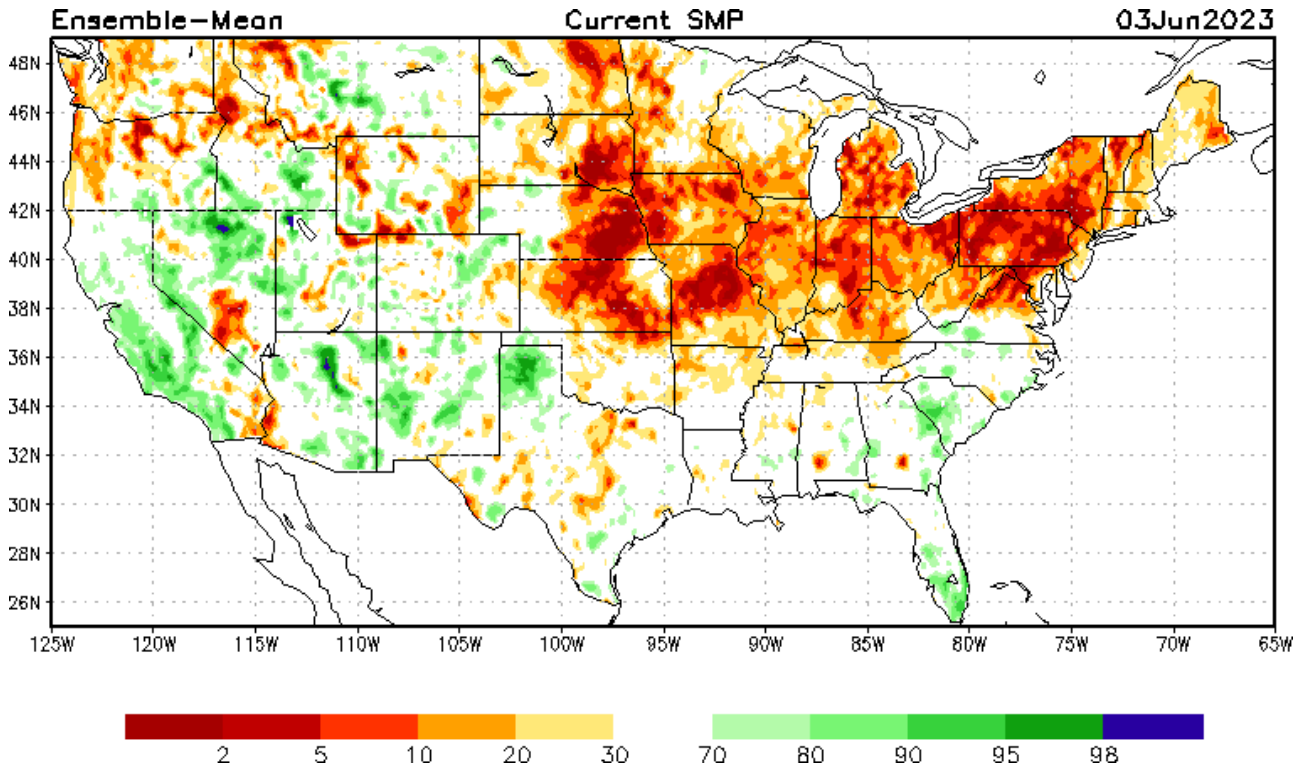 Ensemble-Mean Current SMP 03Jun2023
48N
46N
44N
42N
40N
38N
36N
34N
32N
30N
28N
26N
125W 120W 115W 110W 105W 100W 95W 90W 85W 80W 75W 70W 65W
2 5 10 20 30 70 80 90 95 98